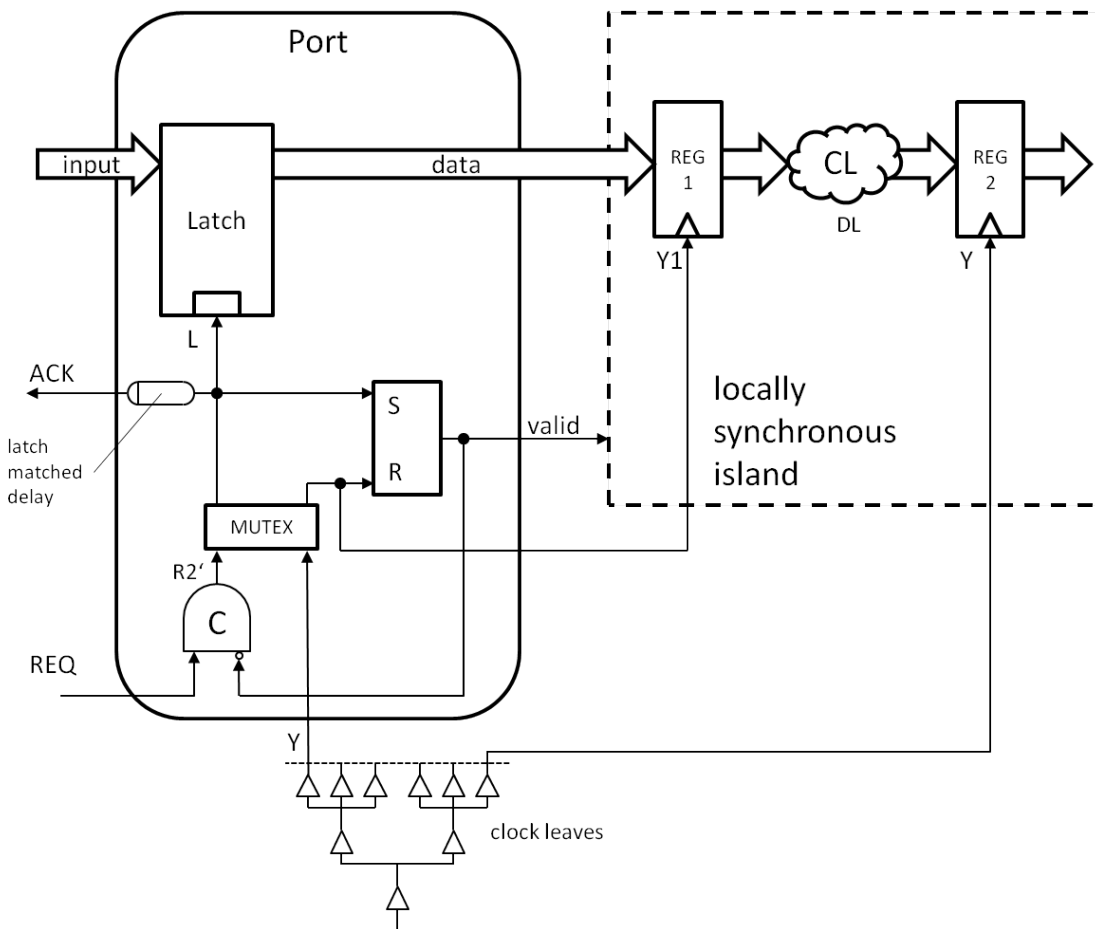 Port
input
data
REG
1
CL
REG
2
DL
Latch
Y1
Y
L
ACK
latch
matched
delay
S
R
valid
locally
synchronous
island
MUTEX
R2‘
C
REQ
Y
clock leaves